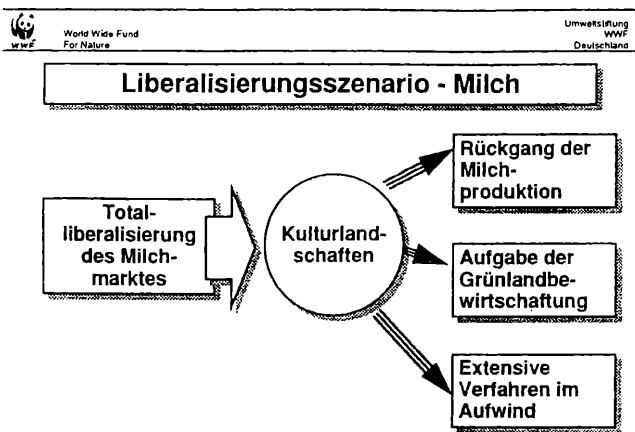 World Wide Fund
For Nature
WWF
Umweltstiftung
WWF
Deutschland
Liberalisierungsszenario - Milch
Total-
liberalisierung
des Milch-
marktes
Kulturland-
schaften
Rückgang der
Milch-
produktion
Aufgabe der
Grünlandbe-
wirtschaftung
Extensive
Verfahren im
Aufwind